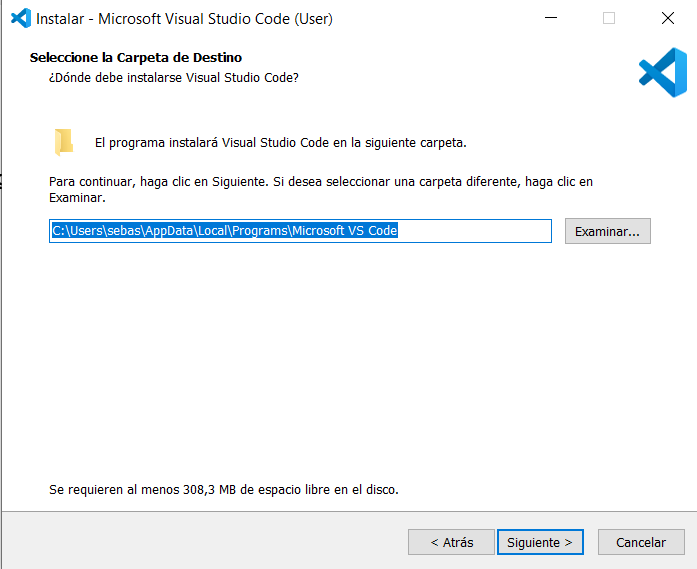 Instalar - Microsoft Visual Studio Code (User)
Seleccione la Carpeta de Destino
¿Dónde debe instalarse Visual Studio Code?
El programa instalará Visual Studio Code en la siguiente carpeta.
Para continuar, haga clic en Siguiente. Si desea seleccionar una carpeta diferente, haga clic en
Examinar.
C:\Users\sebas\AppData\Local\Programs\Microsoft VS Code
Examinar...
Se requieren al menos 308,3 MB de espacio libre en el disco.
< Atrás
Siguiente >
Cancelar